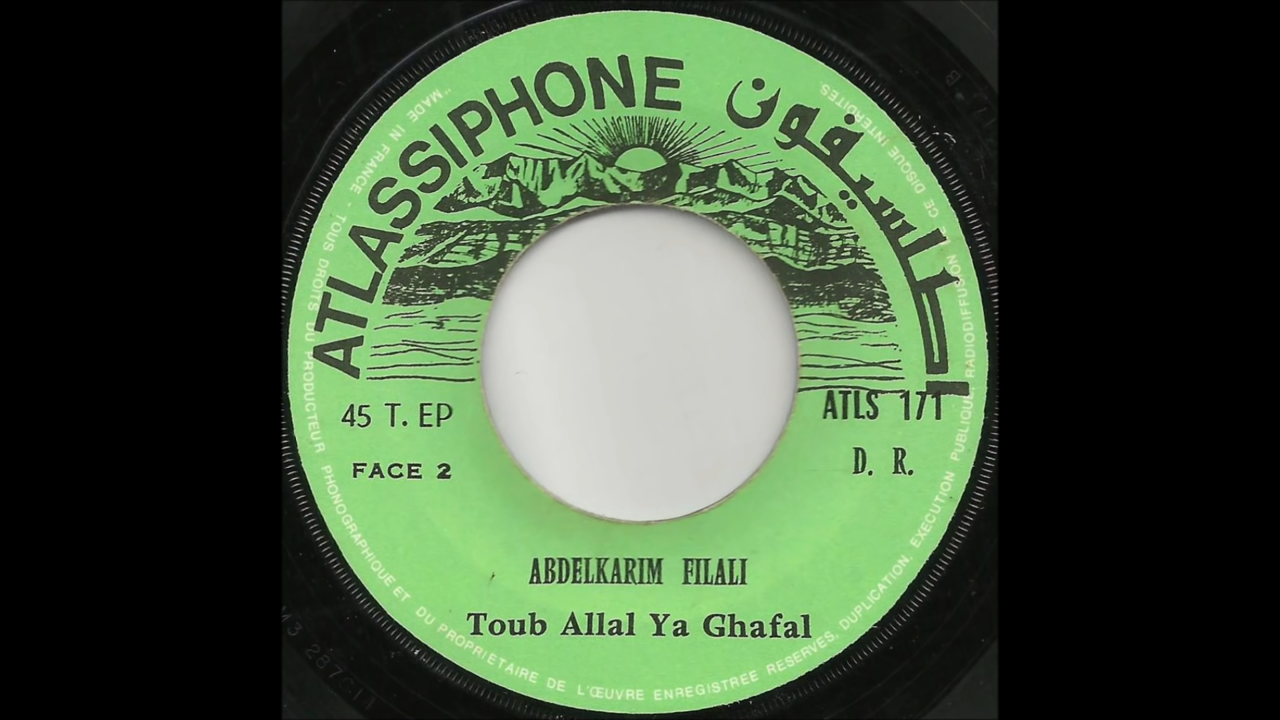 ATLASSIPHONE
اطلسيفون
45 T. EP
FACE 2
ATLS 171
D. R.
ABDELKARIM FILALI
Toub Allal Ya Ghafal
"MADE IN FRANCE - TOUS DROITS DU PRODUCTEUR PHONOGRAPHIQUE ET DU PROPRIETAIRE DE L'ŒUVRE ENREGISTREE RESERVES. DUPLICATION. EXECUTION PUBLIQUE. RADIODIFFUSION CE DISQUE INTERDITES.